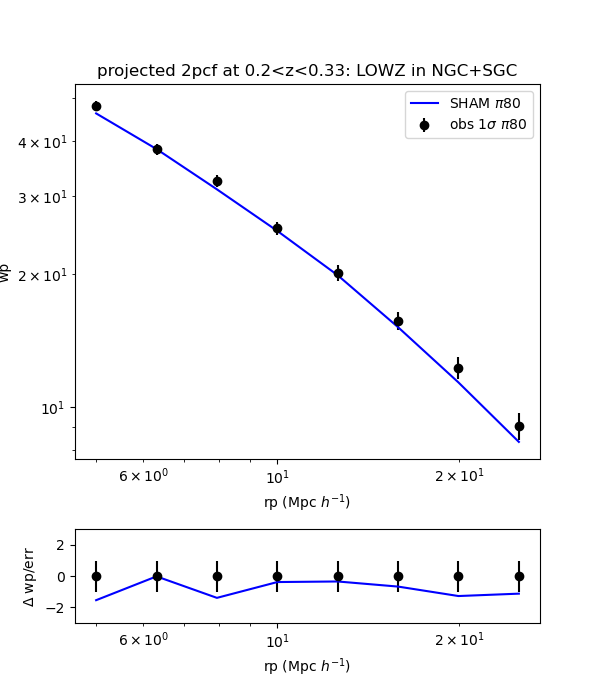 projected 2pcf at 0.2<z<0.33: LOWZ in NGC+SGC
SHAM π80
obs 1σ π80
4 × 10¹
3 × 10¹
2 × 10¹
10¹
wp
6 × 10⁰
10¹
2 × 10¹
rp (Mpc h⁻¹)
2
0
−2
Δ wp/err
6 × 10⁰
10¹
2 × 10¹
rp (Mpc h⁻¹)